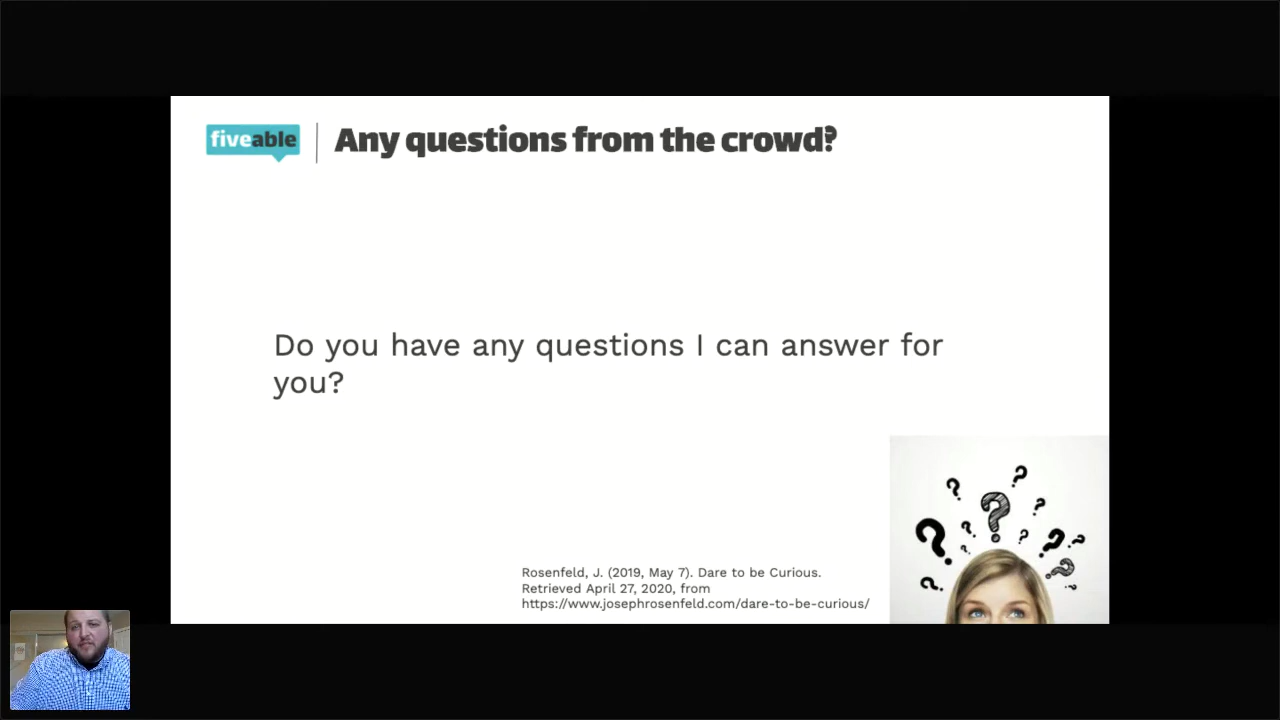 fiveable
Any questions from the crowd?
Do you have any questions I can answer for
you?
Rosenfeld, J. (2019, May 7). Dare to be Curious.
Retrieved April 27, 2020, from
https://www.josephrosenfeld.com/dare-to-be-curious/